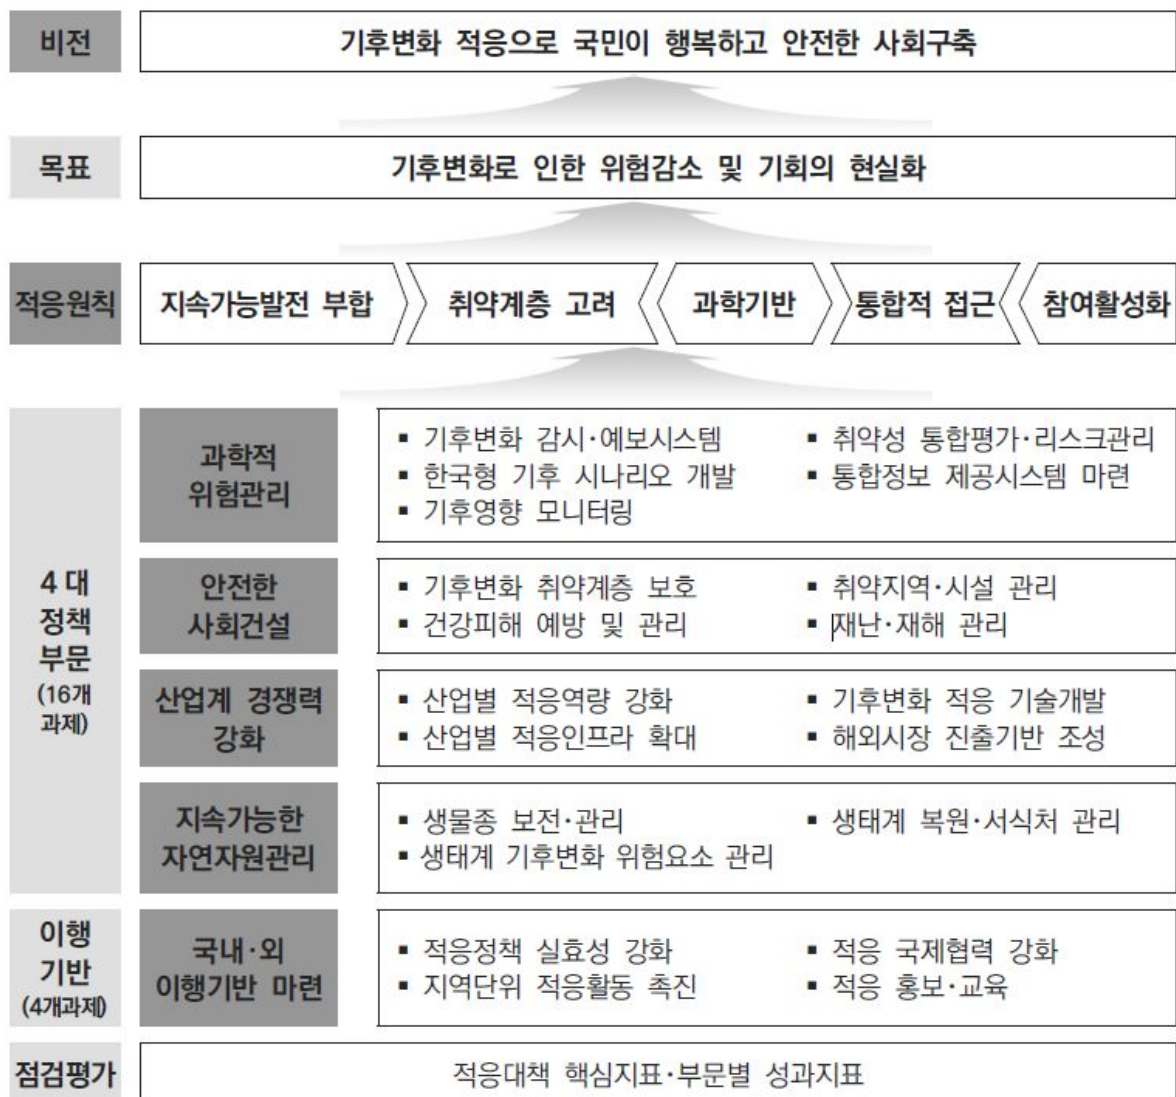 비전
기후변화 적응으로 국민이 행복하고 안전한 사회구축
목표
기후변화로 인한 위험감소 및 기회의 현실화
적응원칙
지속가능발전 부합
취약계층 고려
과학기반
통합적 접근
참여활성화
4대
정책
부문
(16개
과제)
과학적
위험관리
▪ 기후변화 감시·예보시스템
▪ 한국형 기후 시나리오 개발
▪ 기후영향 모니터링
▪ 취약성 통합평가·리스크관리
▪ 통합정보 제공시스템 마련
안전한
사회건설
▪ 기후변화 취약계층 보호
▪ 건강피해 예방 및 관리
▪ 취약지역·시설 관리
▪ 재난·재해 관리
산업계 경쟁력
강화
▪ 산업별 적응역량 강화
▪ 산업별 적응인프라 확대
▪ 기후변화 적응 기술개발
▪ 해외시장 진출기반 조성
지속가능한
자연자원관리
▪ 생물종 보전·관리
▪ 생태계 기후변화 위험요소 관리
▪ 생태계 복원·서식처 관리
이행
기반
(4개과제)
국내·외
이행기반 마련
▪ 적응정책 실효성 강화
▪ 지역단위 적응활동 촉진
▪ 적응 국제협력 강화
▪ 적응 홍보·교육
점검평가
적응대책 핵심지표·부문별 성과지표